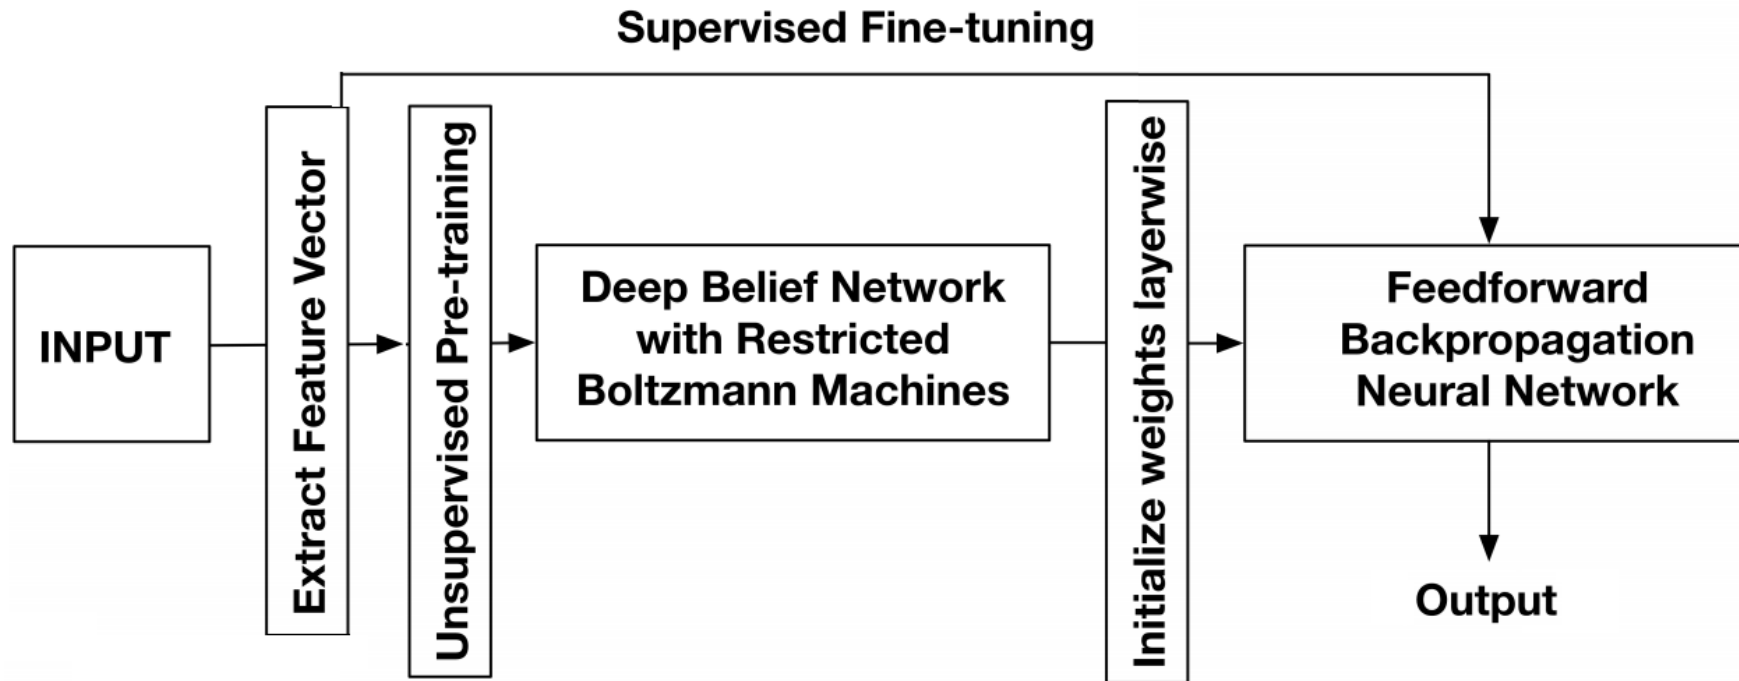 Supervised Fine-tuning
INPUT
Extract Feature Vector
Unsupervised Pre-training
Deep Belief Network
with Restricted
Boltzmann Machines
Initialize weights layerwise
Feedforward
Backpropagation
Neural Network
Output